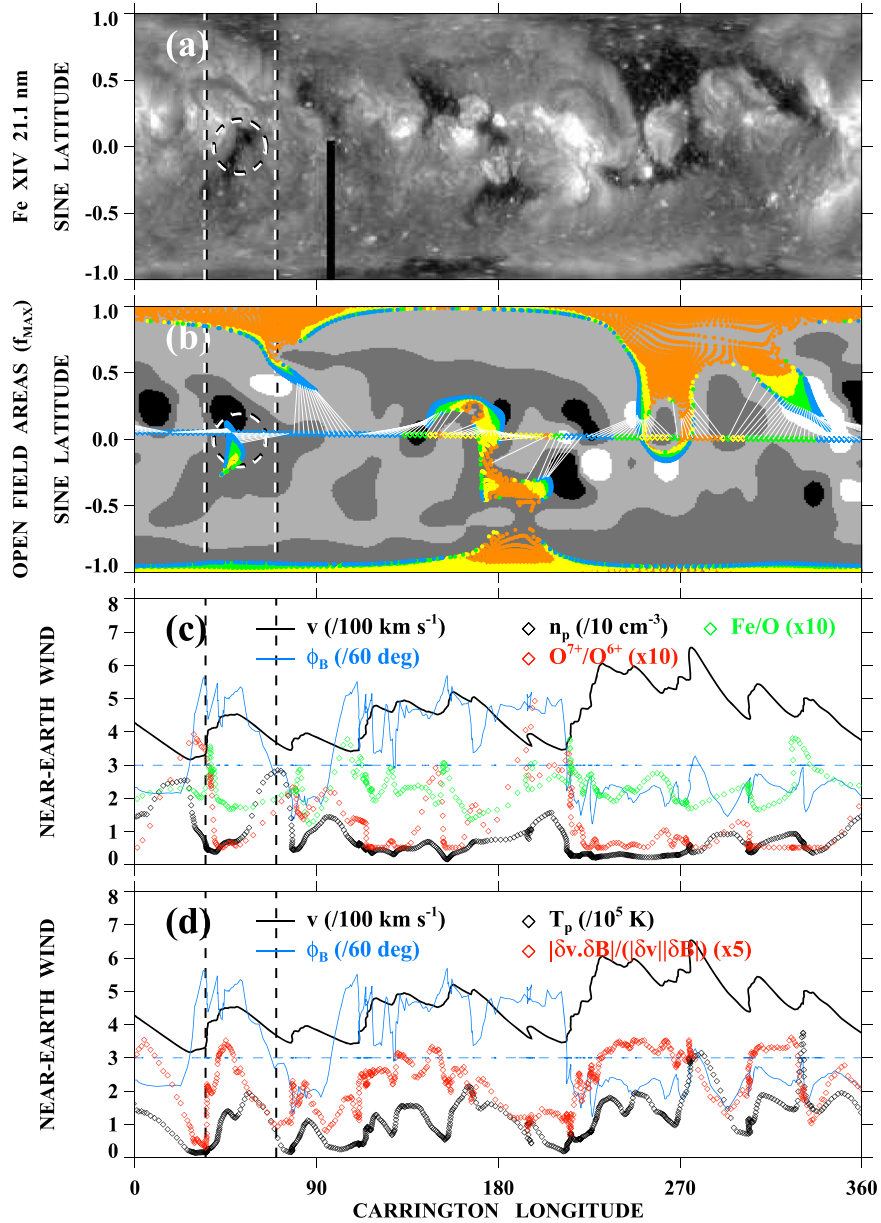 Fe XIV 21.1 nm
SINE LATITUDE
1.0
0.5
0.0
-0.5
-1.0
(a)
OPEN FIELD AREAS (fMAX)
SINE LATITUDE
1.0
0.5
0.0
-0.5
-1.0
(b)
NEAR-EARTH WIND
8
7
6
5
4
3
2
1
0
(c)
v (/100 km s⁻¹)
ϕB (/60 deg)
np (/10 cm⁻³)
O⁷⁺/O⁶⁺ (x10)
Fe/O (x10)
NEAR-EARTH WIND
8
7
6
5
4
3
2
1
0
(d)
v (/100 km s⁻¹)
ϕB (/60 deg)
Tp (/10⁵ K)
|δv.δB|/(|δv||δB|) (x5)
0
90
180
270
360
CARRINGTON LONGITUDE